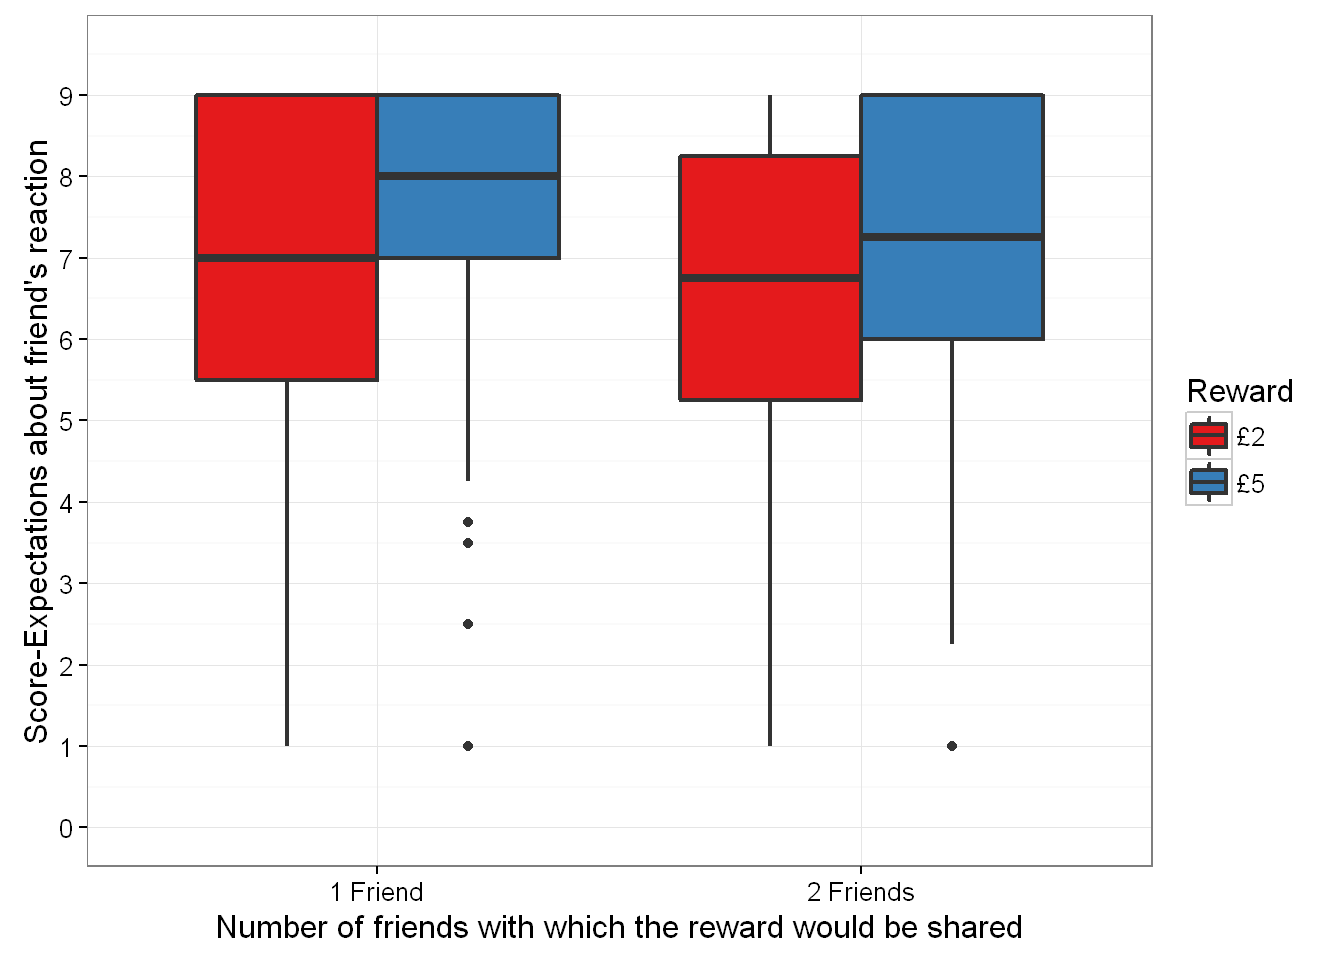 Score-Expectations about friend's reaction
9
8
7
6
5
4
3
2
1
0
1 Friend
2 Friends
Number of friends with which the reward would be shared
Reward
£2
£5